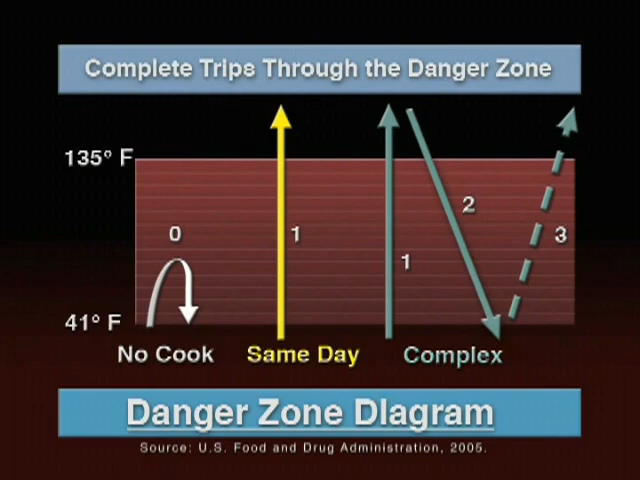 Complete Trips Through the Danger Zone
135° F
0
1
1
2
3
41° F
No Cook
Same Day
Complex
Danger Zone DIagram
Source: U.S. Food and Drug Administration, 2005.